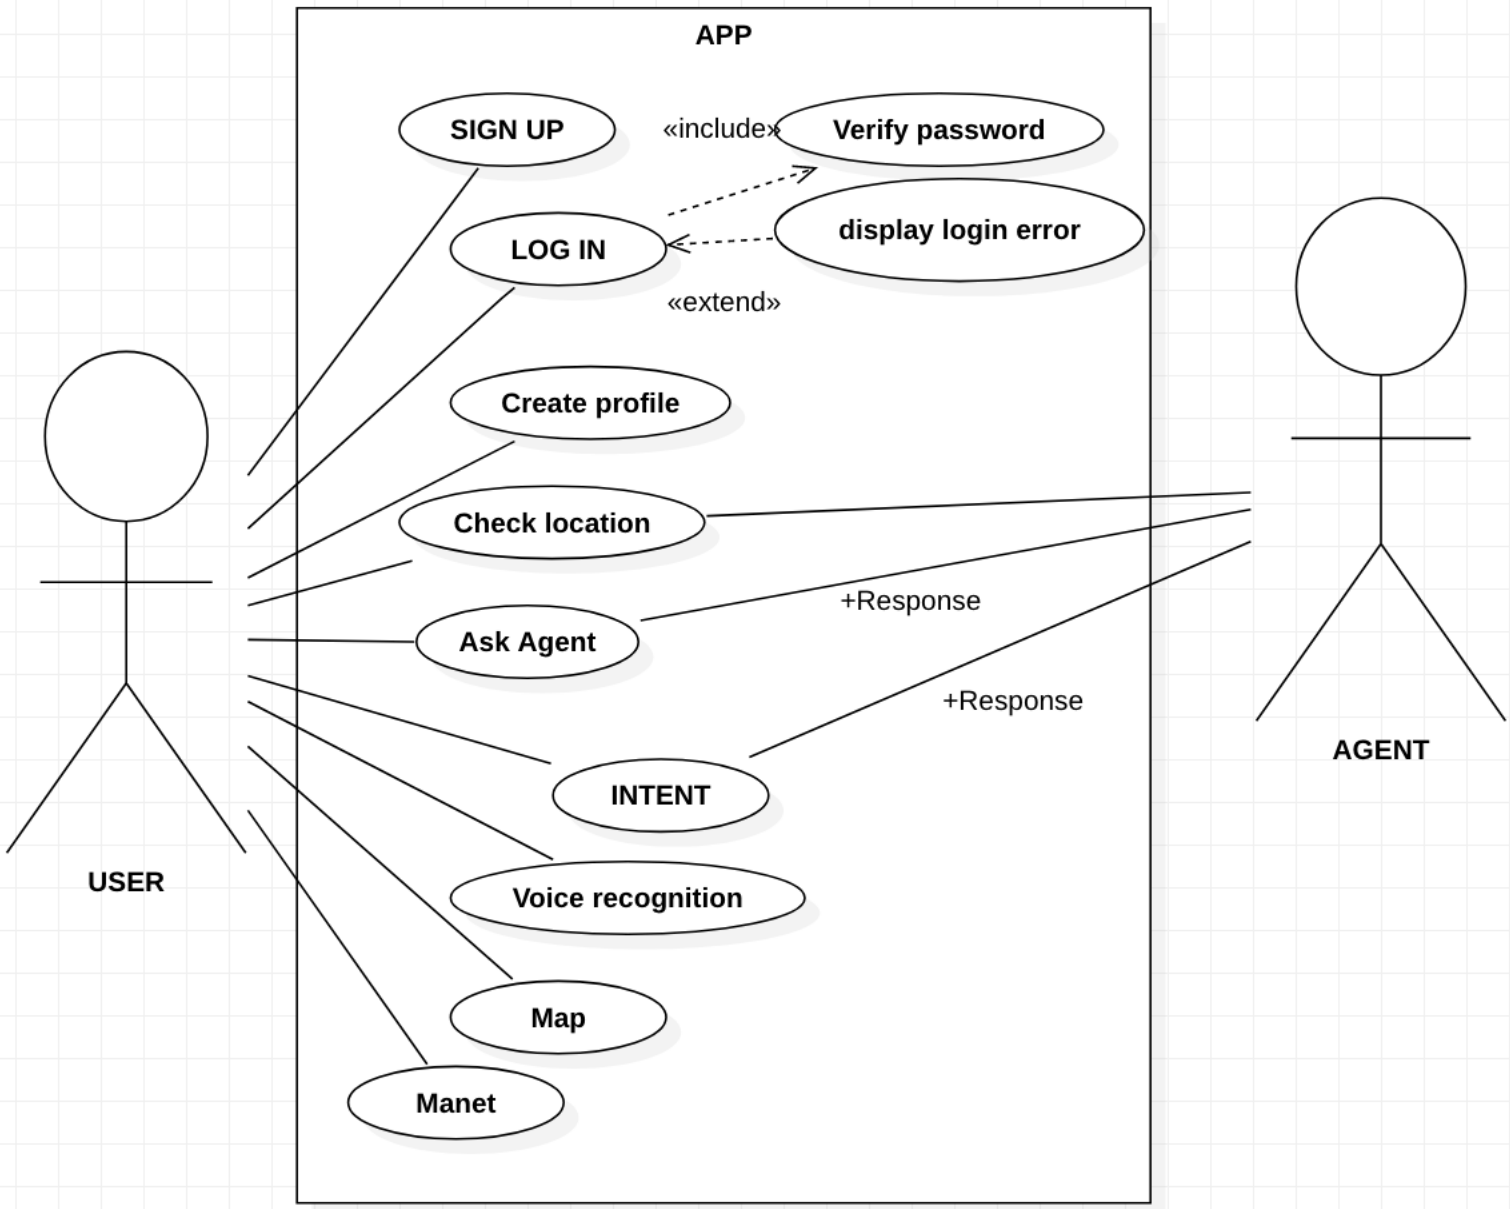 APP
SIGN UP
«include»
Verify password
LOG IN
display login error
«extend»
Create profile
Check location
+Response
Ask Agent
+Response
AGENT
INTENT
USER
Voice recognition
Map
Manet